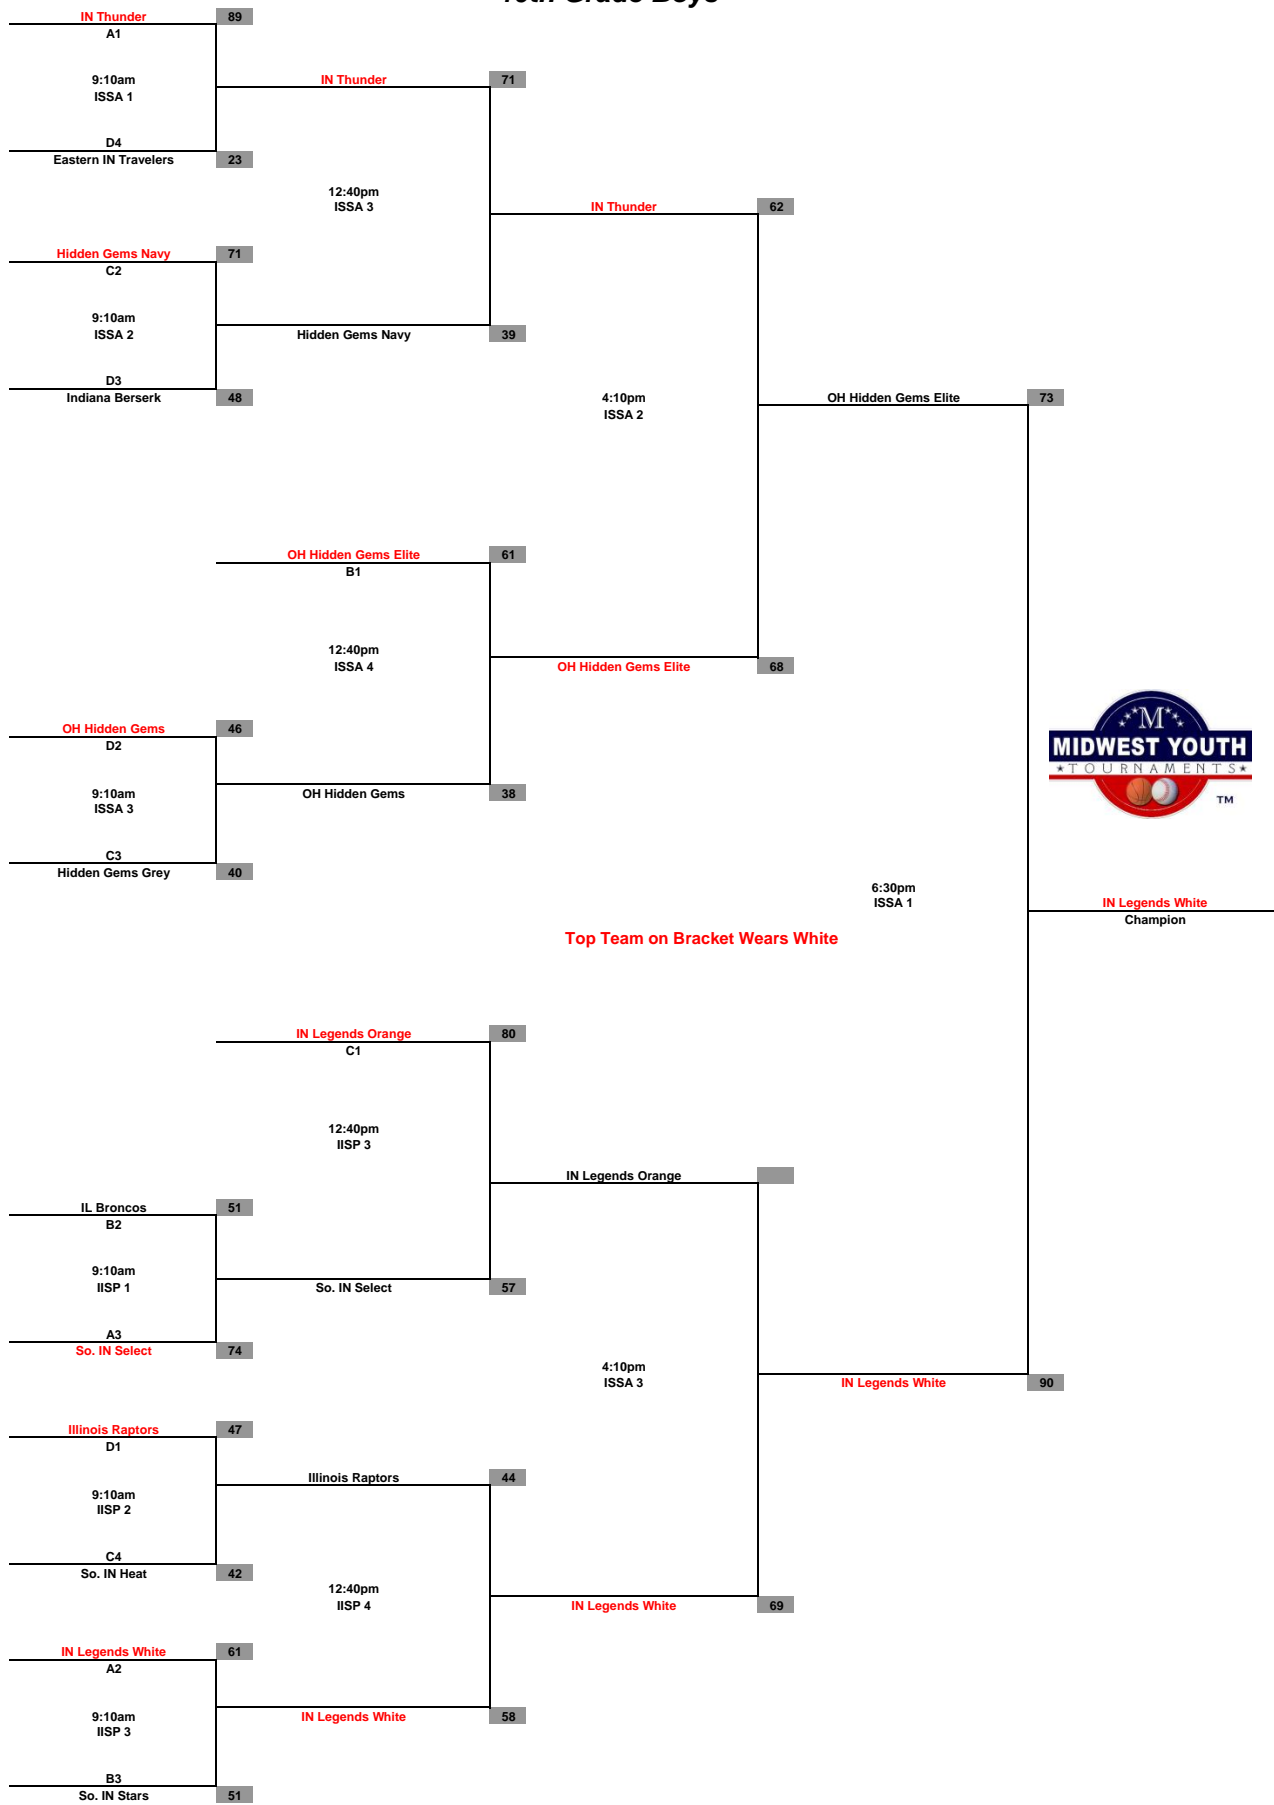 IN Thunder 89
A1
9:10am
ISSA 1
D4
Eastern IN Travelers 23
IN Thunder 71
12:40pm
ISSA 3
Hidden Gems Navy 71
C2
9:10am
ISSA 2
D3
Indiana Berserk 48
Hidden Gems Navy 39
IN Thunder 62
4:10pm
ISSA 2
OH Hidden Gems Elite 73
OH Hidden Gems Elite 61
B1
12:40pm
ISSA 4
OH Hidden Gems Elite 68
OH Hidden Gems 46
D2
9:10am
ISSA 3
C3
Hidden Gems Grey 40
OH Hidden Gems 38
M
MIDWEST YOUTH
TOURNAMENTS
TM
6:30pm
ISSA 1
IN Legends White
Champion
Top Team on Bracket Wears White
IN Legends Orange 80
C1
12:40pm
IISP 3
IN Legends Orange
IL Broncos 51
B2
9:10am
IISP 1
A3
So. IN Select 74
So. IN Select 57
4:10pm
ISSA 3
IN Legends White 90
Illinois Raptors 47
D1
9:10am
IISP 2
C4
So. IN Heat 42
Illinois Raptors 44
12:40pm
IISP 4
IN Legends White 69
IN Legends White 61
A2
9:10am
IISP 3
B3
So. IN Stars 51
IN Legends White 58